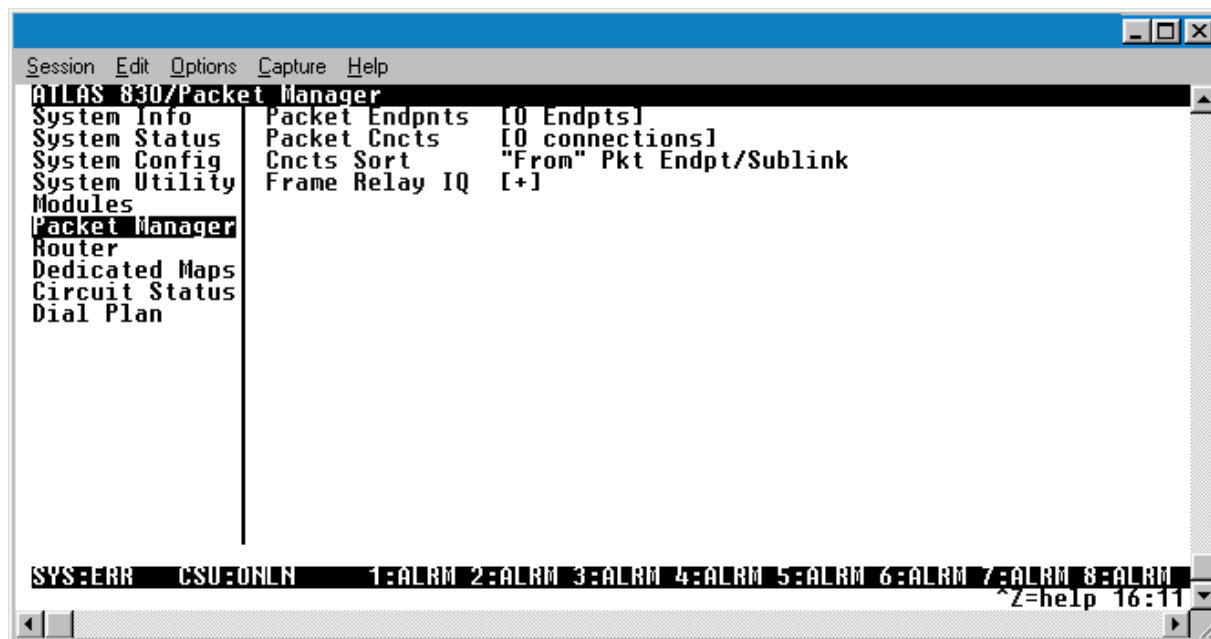 Session Edit Options Capture Help
ATLAS 830/Packet Manager
System Info Packet Endpnts [0 Endpts]
System Status Packet Cncts [0 connections]
System Config Cncts Sort "From" Pkt Endpt/Sublink
System Utility Frame Relay IQ [+]
Modules
Packet Manager
Router
Dedicated Maps
Circuit Status
Dial Plan
SYS:ERR CSU:ONLN 1:ALRM 2:ALRM 3:ALRM 4:ALRM 5:ALRM 6:ALRM 7:ALRM 8:ALRM
^Z=help 16:11